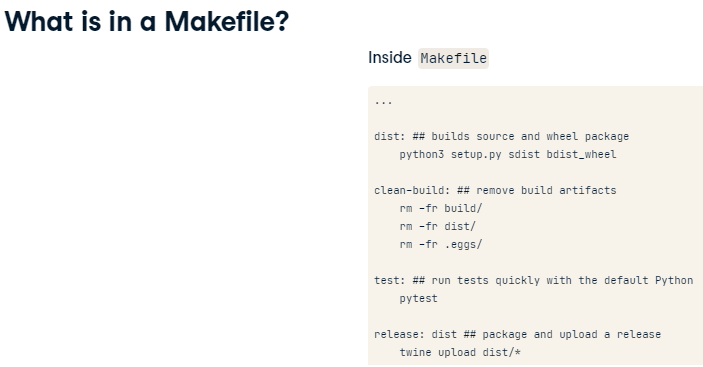 What is in a Makefile?
Inside Makefile
...
dist: ## builds source and wheel package
    python3 setup.py sdist bdist_wheel
clean-build: ## remove build artifacts
    rm -fr build/
    rm -fr dist/
    rm -fr .eggs/
test: ## run tests quickly with the default Python
    pytest
release: dist ## package and upload a release
    twine upload dist/*